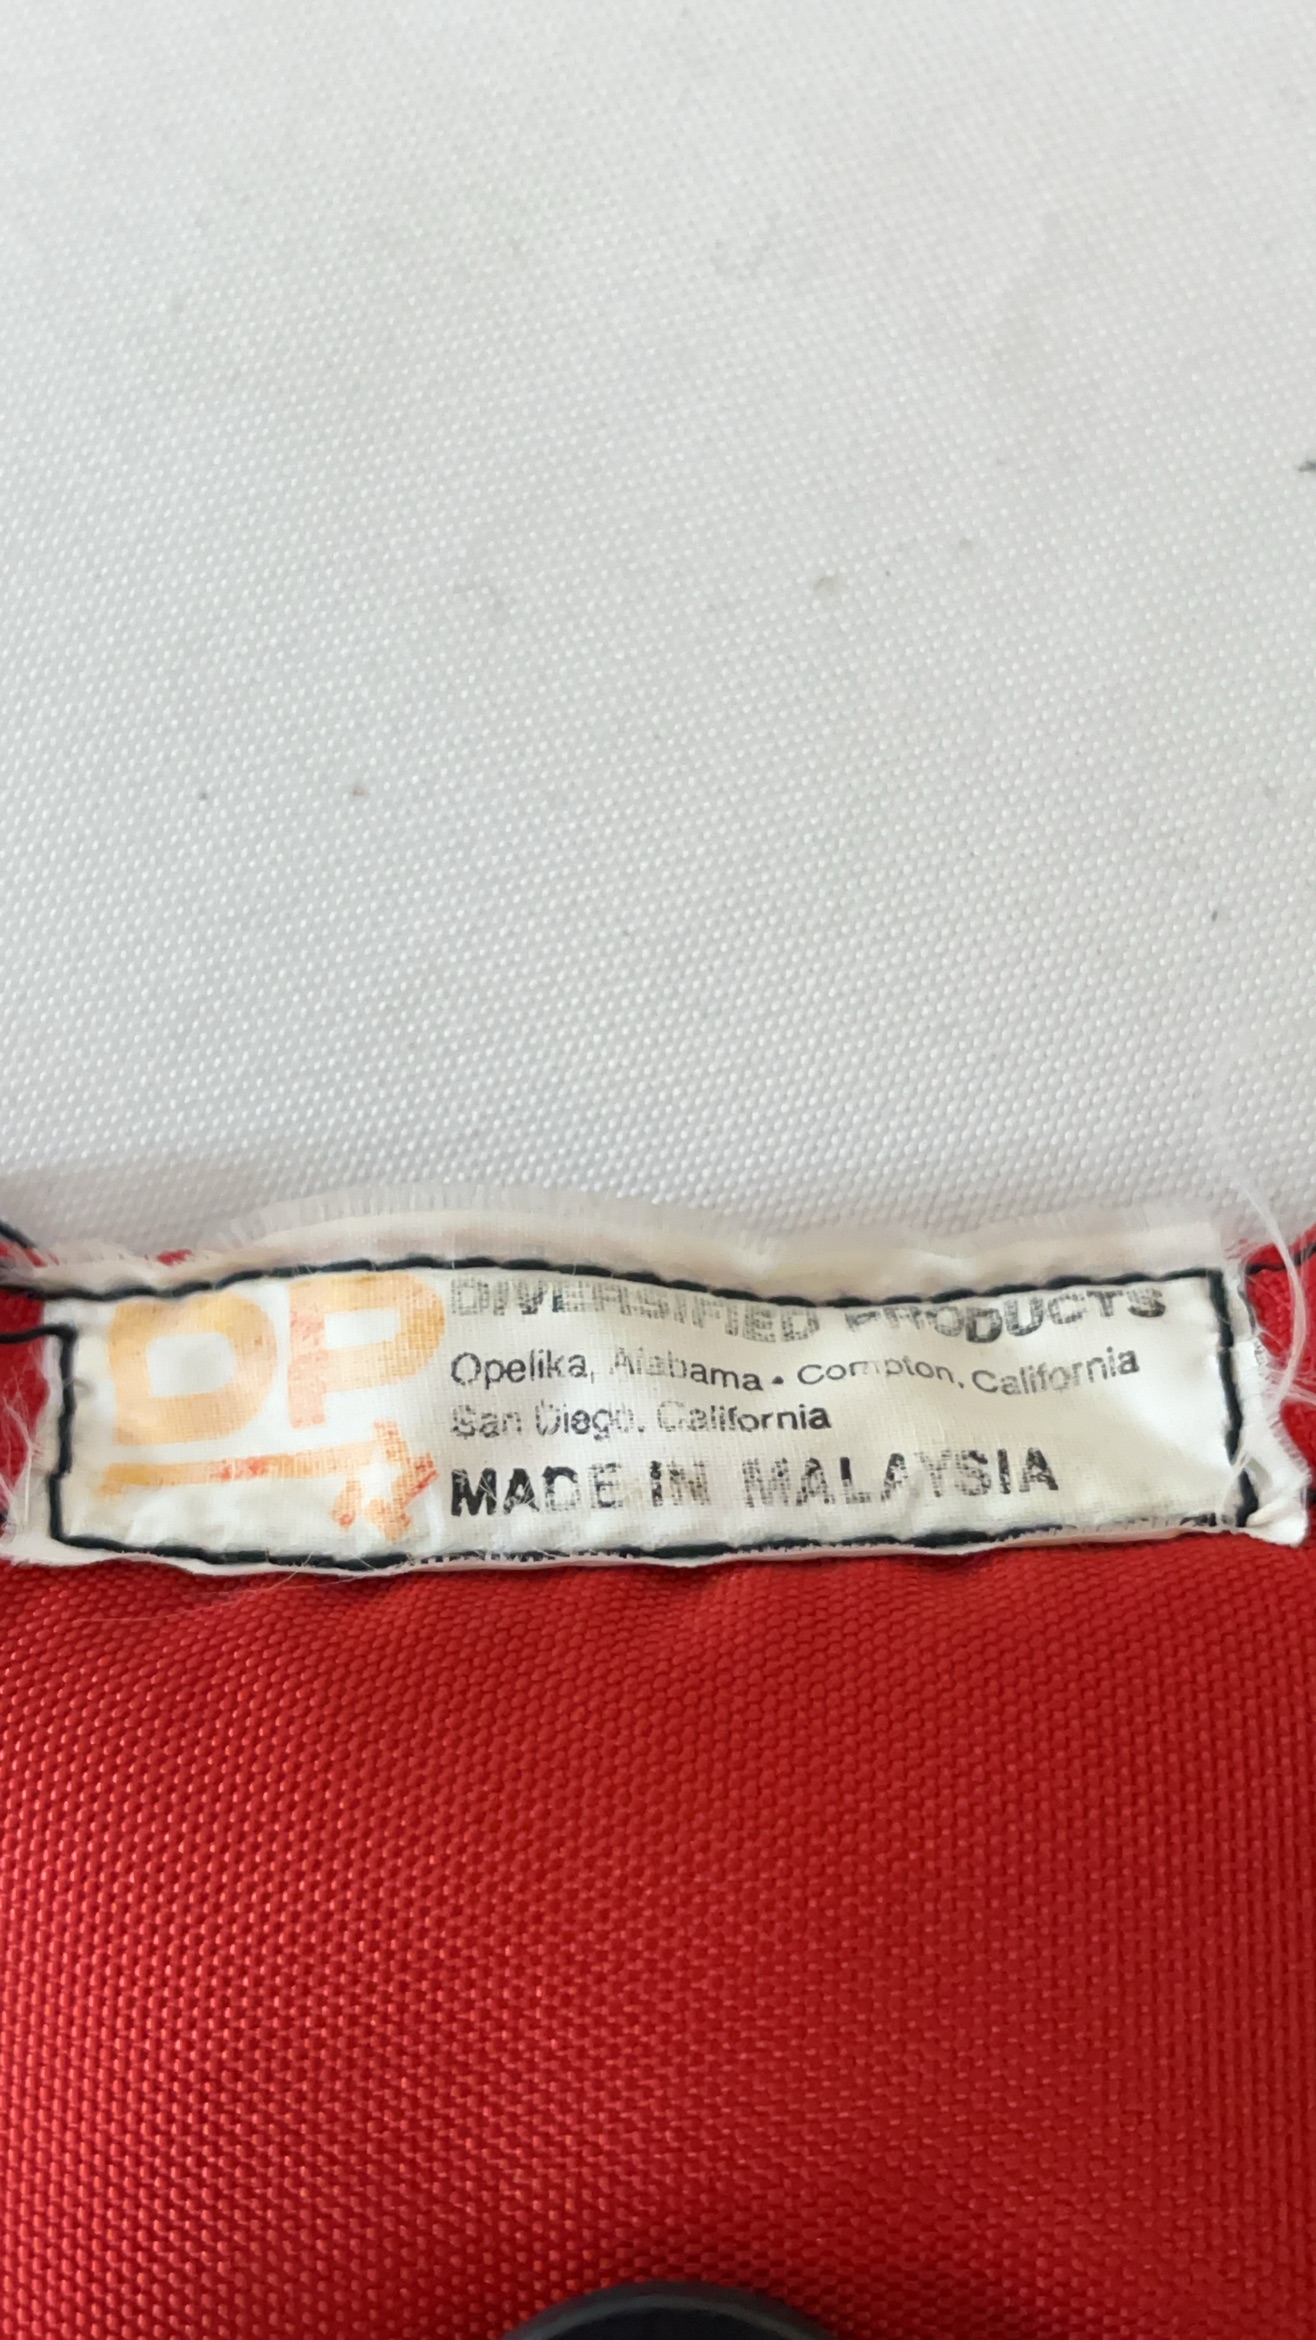 DP
DIVERSIFIED PRODUCTS
Opelika, Alabama • Compton, California
San Diego, California
MADE IN MALAYSIA